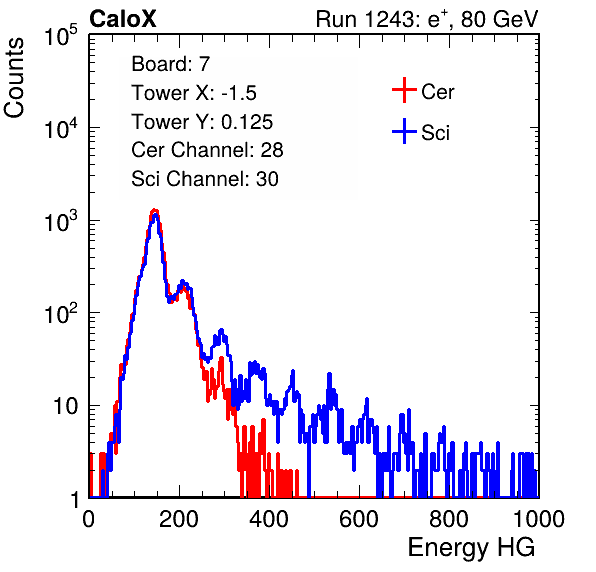 CaloX Run 1243: e⁺, 80 GeV
Counts
Board: 7
Tower X: -1.5
Tower Y: 0.125
Cer Channel: 28
Sci Channel: 30
Cer
Sci
10⁵
10⁴
10³
10²
10
1
0 200 400 600 800 1000
Energy HG